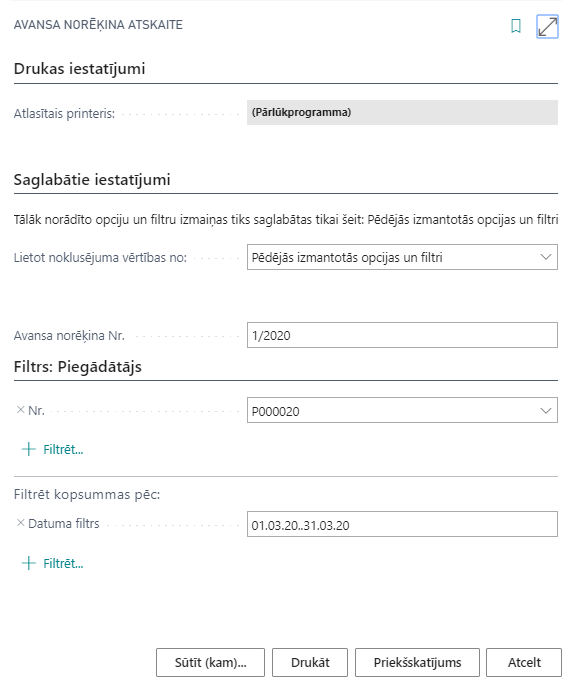 AVANSA NORĒĶINA ATSKAITE
Drukas iestatījumi
Atlasītais printeris: (Pārlūkprogramma)
Saglabātie iestatījumi
Tālāk norādīto opciju un filtru izmaiņas tiks saglabātas tikai šeit: Pēdējās izmantotās opcijas un filtri
Lietot noklusējuma vērtības no: Pēdējās izmantotās opcijas un filtri
Avansa norēķina Nr. 1/2020
Filtrs: Piegādātājs
× Nr. P000020
+ Filtrēt...
Filtrēt kopsummas pēc:
× Datuma filtrs 01.03.20..31.03.20
+ Filtrēt...
Sūtīt (kam)... Drukāt Priekšskatījums Atcelt